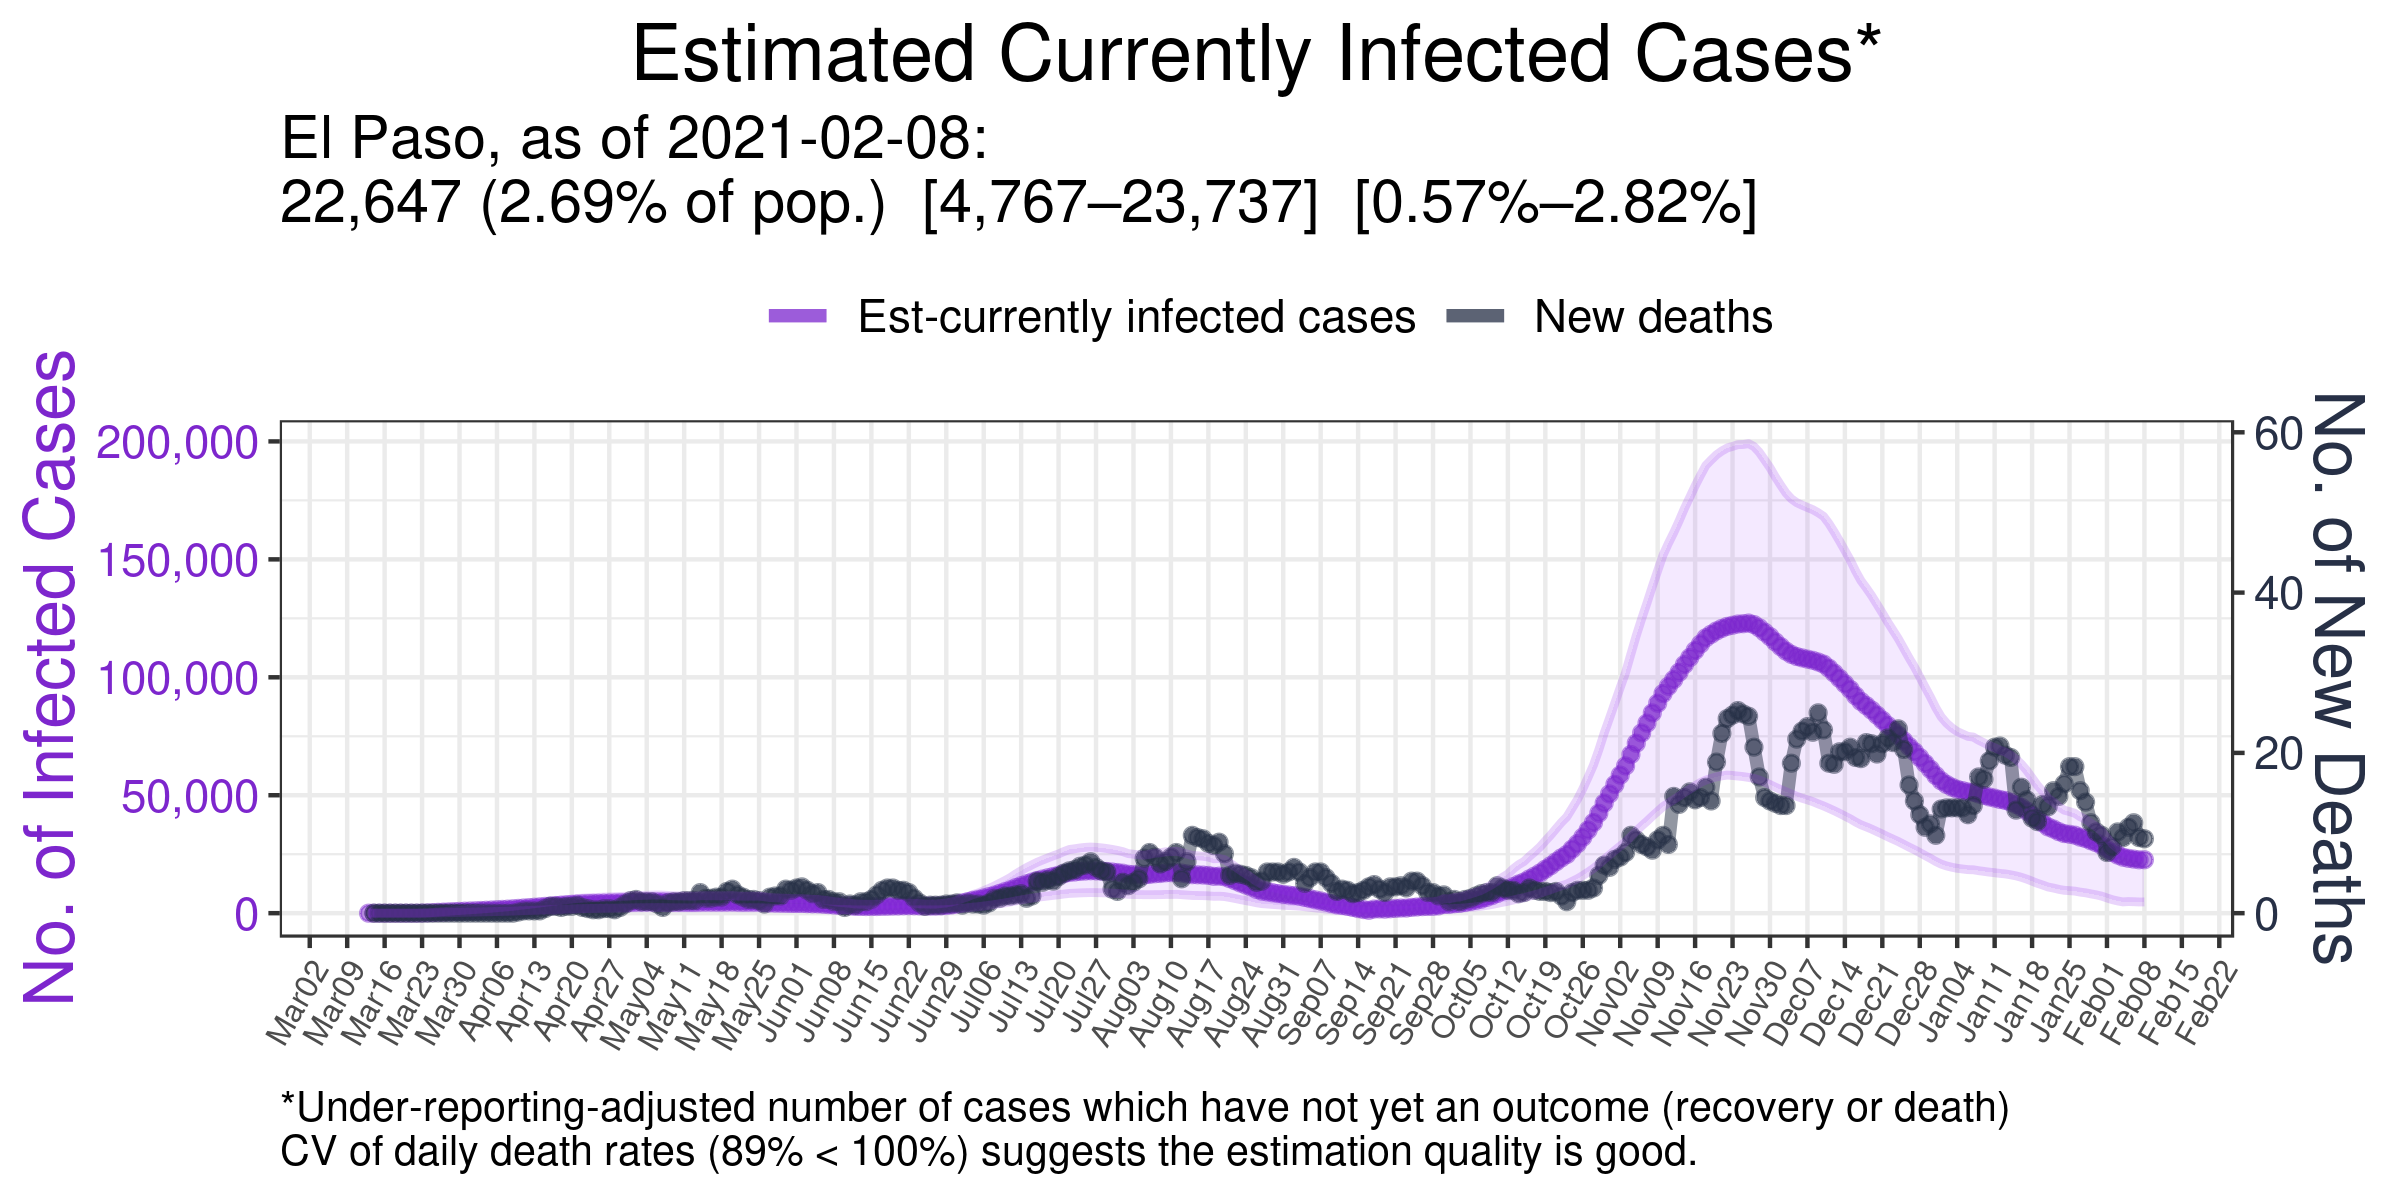 Estimated Currently Infected Cases*
El Paso, as of 2021-02-08:
22,647 (2.69% of pop.)  [4,767–23,737]  [0.57%–2.82%]
Est-currently infected cases
New deaths
No. of Infected Cases
200,000
150,000
100,000
50,000
0
60
40
20
0
No. of New Deaths
Mar02
Mar09
Mar16
Mar23
Mar30
Apr06
Apr13
Apr20
Apr27
May04
May11
May18
May25
Jun01
Jun08
Jun15
Jun22
Jun29
Jul06
Jul13
Jul20
Jul27
Aug03
Aug10
Aug17
Aug24
Aug31
Sep07
Sep14
Sep21
Sep28
Oct05
Oct12
Oct19
Oct26
Nov02
Nov09
Nov16
Nov23
Nov30
Dec07
Dec14
Dec21
Dec28
Jan04
Jan11
Jan18
Jan25
Feb01
Feb08
Feb15
Feb22
*Under-reporting-adjusted number of cases which have not yet an outcome (recovery or death)
CV of daily death rates (89% < 100%) suggests the estimation quality is good.